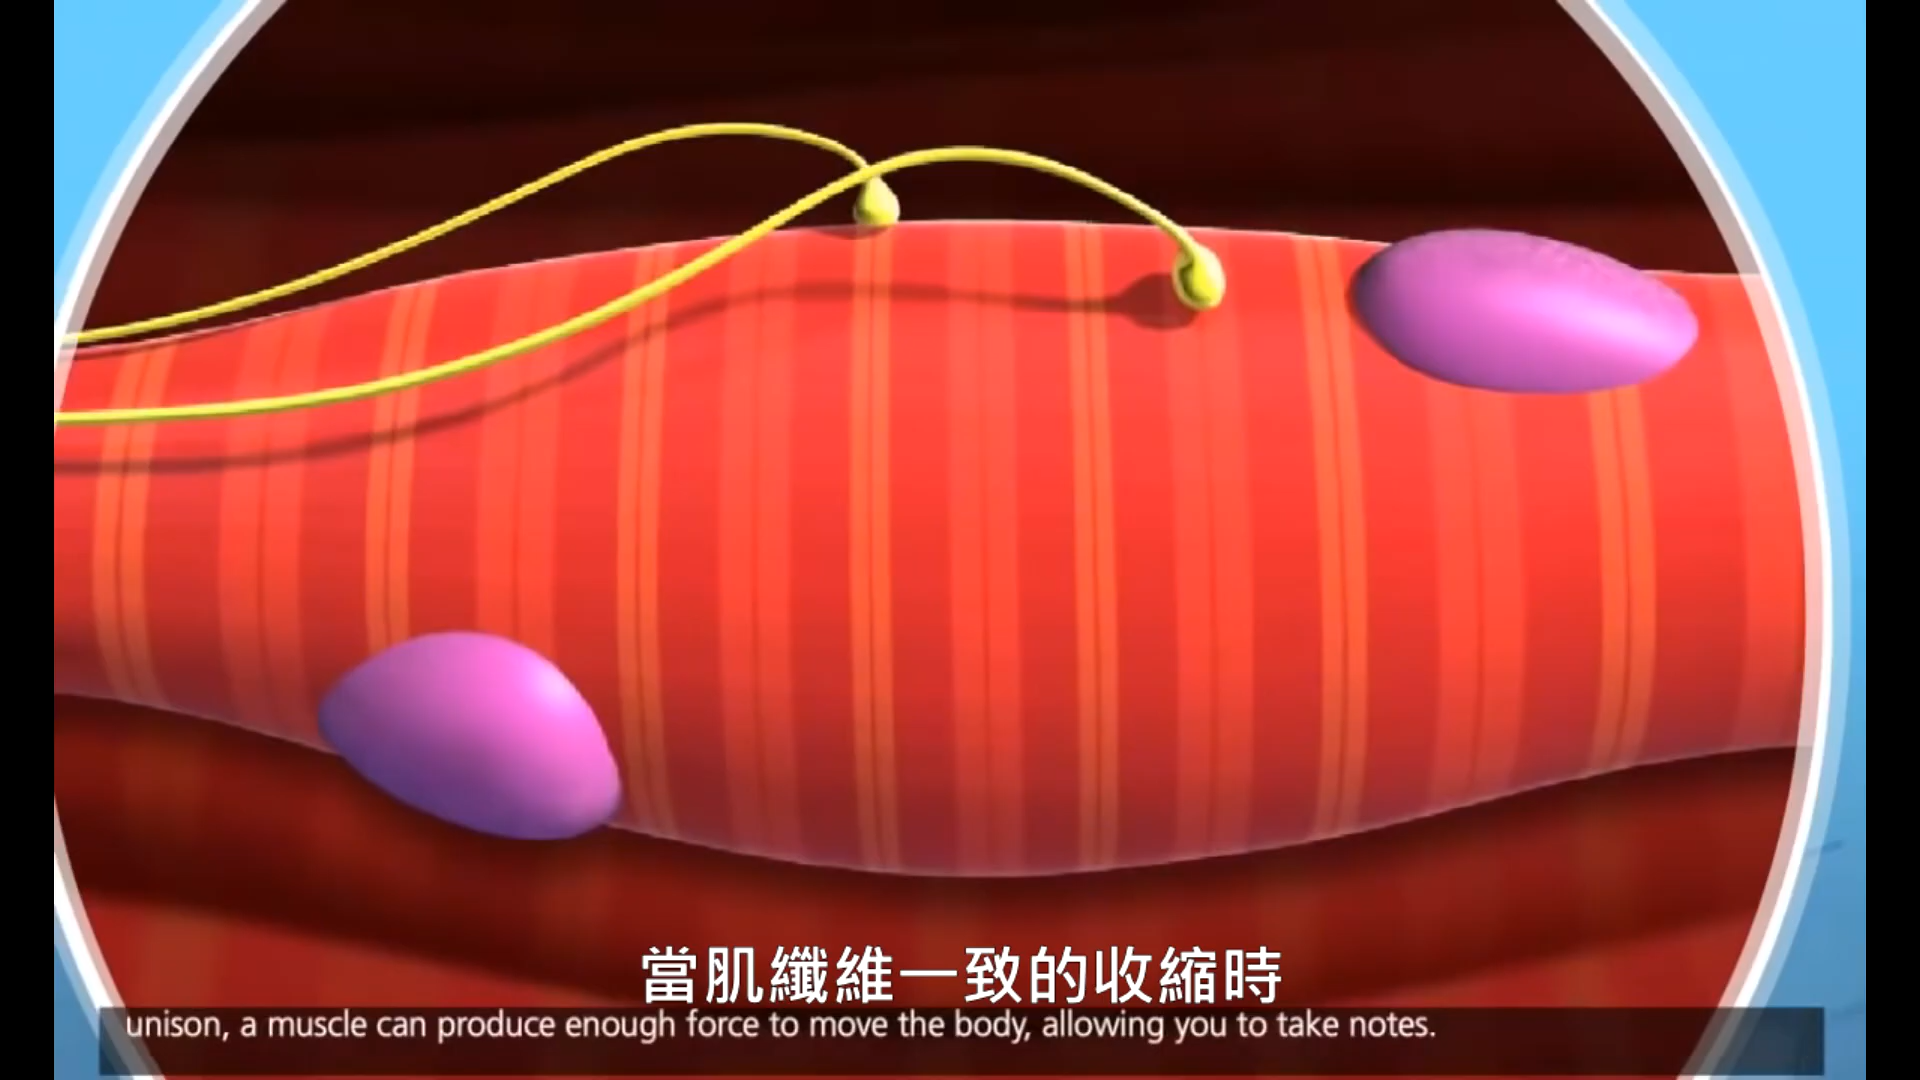 當肌纖維一致的收縮時
unison, a muscle can produce enough force to move the body, allowing you to take notes.